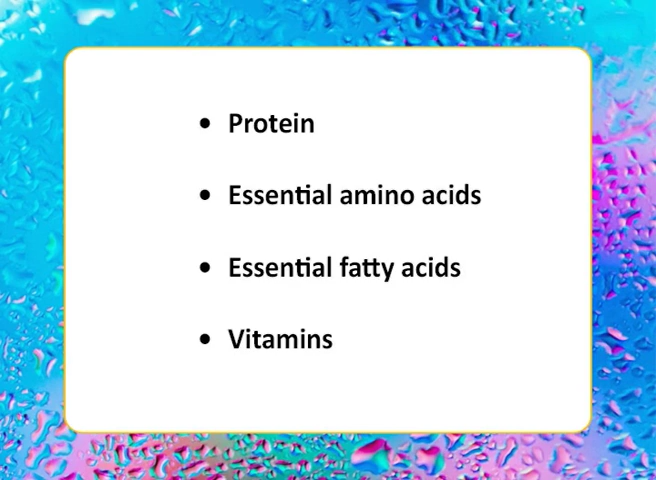 • Protein
• Essential amino acids
• Essential fatty acids
• Vitamins